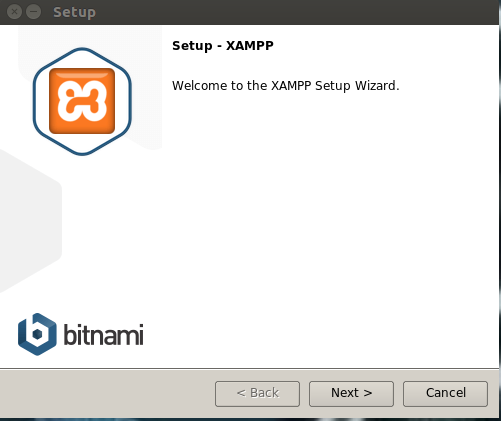 Setup
Setup - XAMPP
Welcome to the XAMPP Setup Wizard.
bitnami
< Back
Next >
Cancel